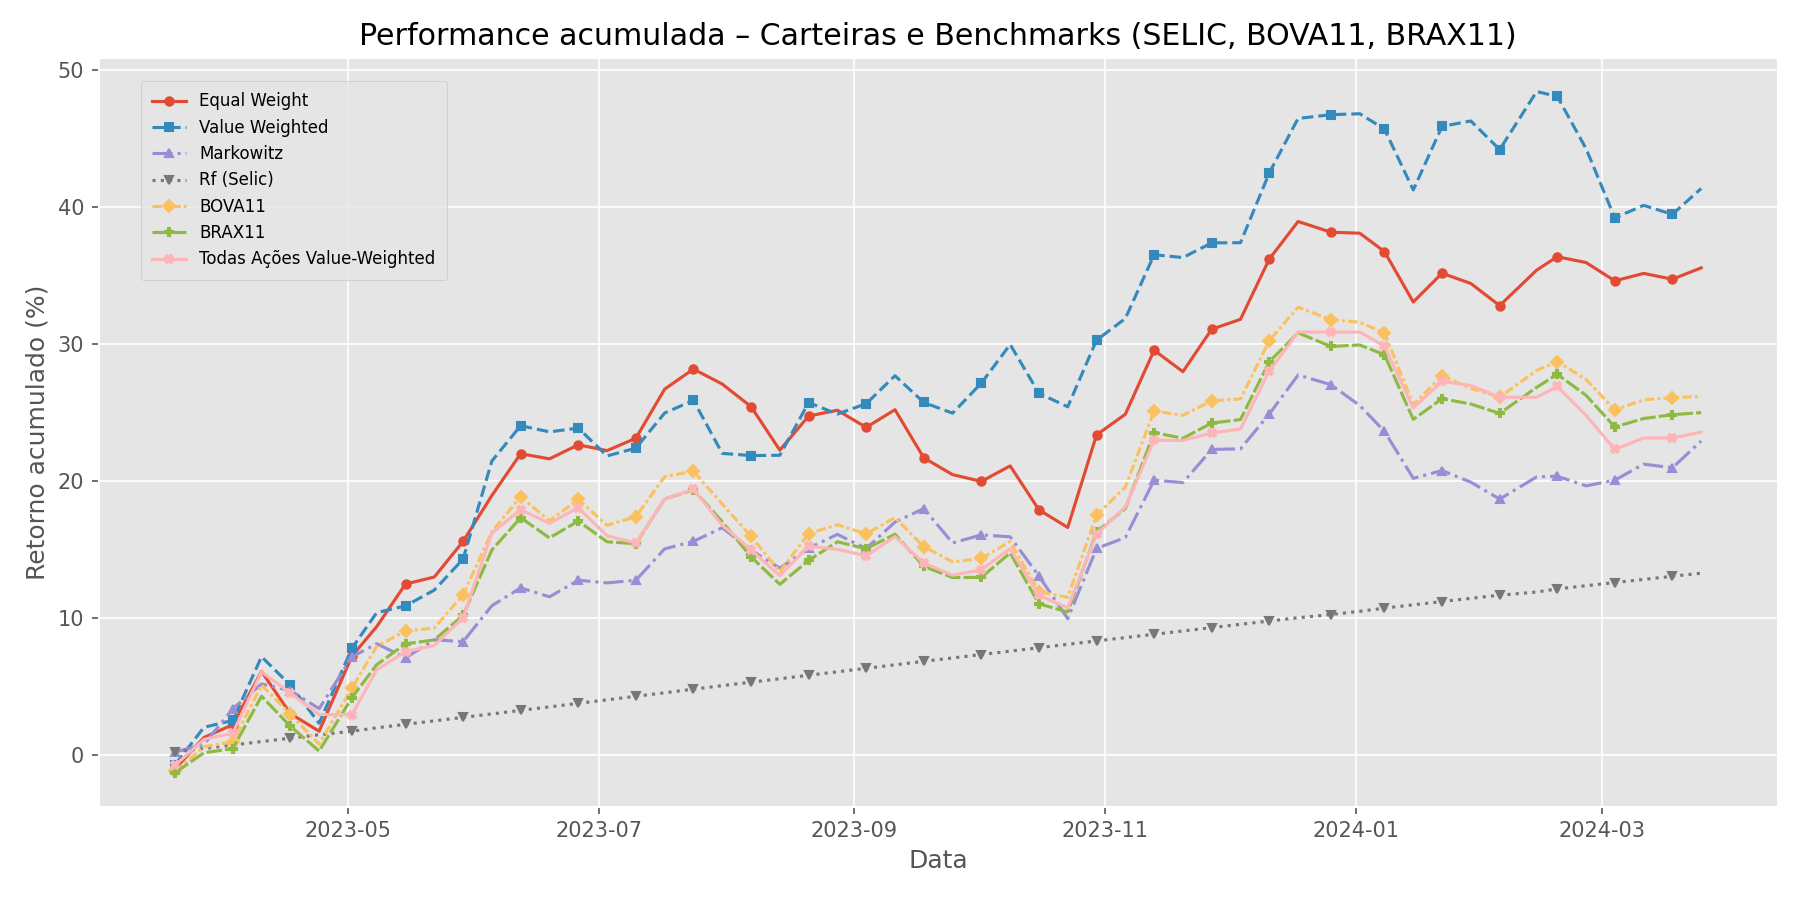 Performance acumulada – Carteiras e Benchmarks (SELIC, BOVA11, BRAX11)
Equal Weight
Value Weighted
Markowitz
Rf (Selic)
BOVA11
BRAX11
Todas Ações Value-Weighted
Retorno acumulado (%)
50
40
30
20
10
0
2023-05
2023-07
2023-09
2023-11
2024-01
2024-03
Data